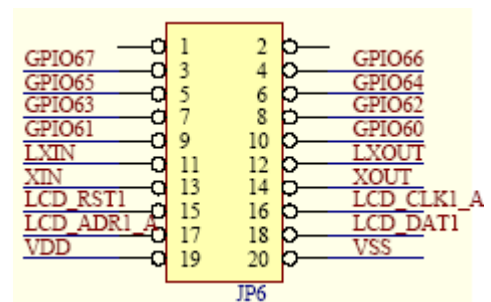 1 2
GPIO67 3 4 GPIO66
GPIO65 5 6 GPIO64
GPIO63 7 8 GPIO62
GPIO61 9 10 GPIO60
LXIN 11 12 LXOUT
XIN 13 14 XOUT
LCD_RST1 15 16 LCD_CLK1_A
LCD_ADR1_A 17 18 LCD_DAT1
VDD 19 20 VSS
JP6